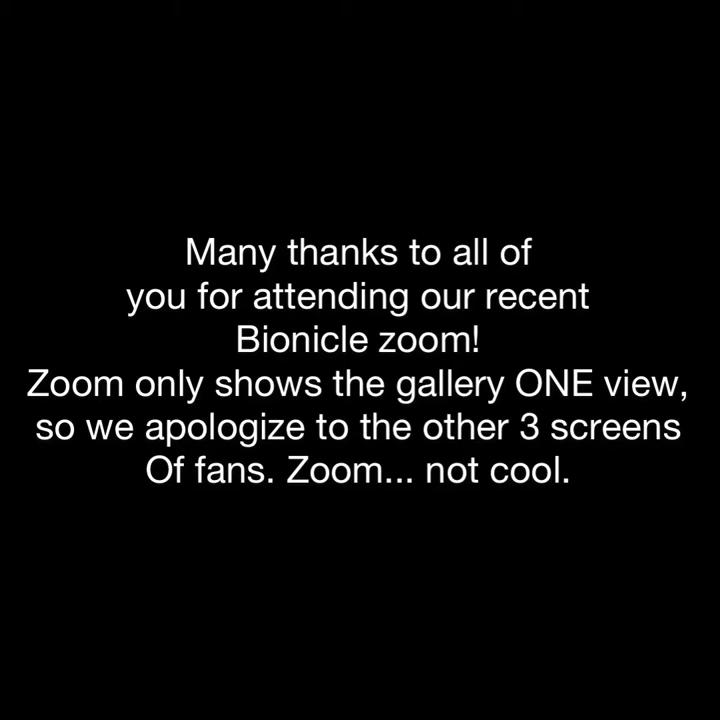 Many thanks to all of
you for attending our recent
Bionicle zoom!
Zoom only shows the gallery ONE view,
so we apologize to the other 3 screens
Of fans. Zoom... not cool.